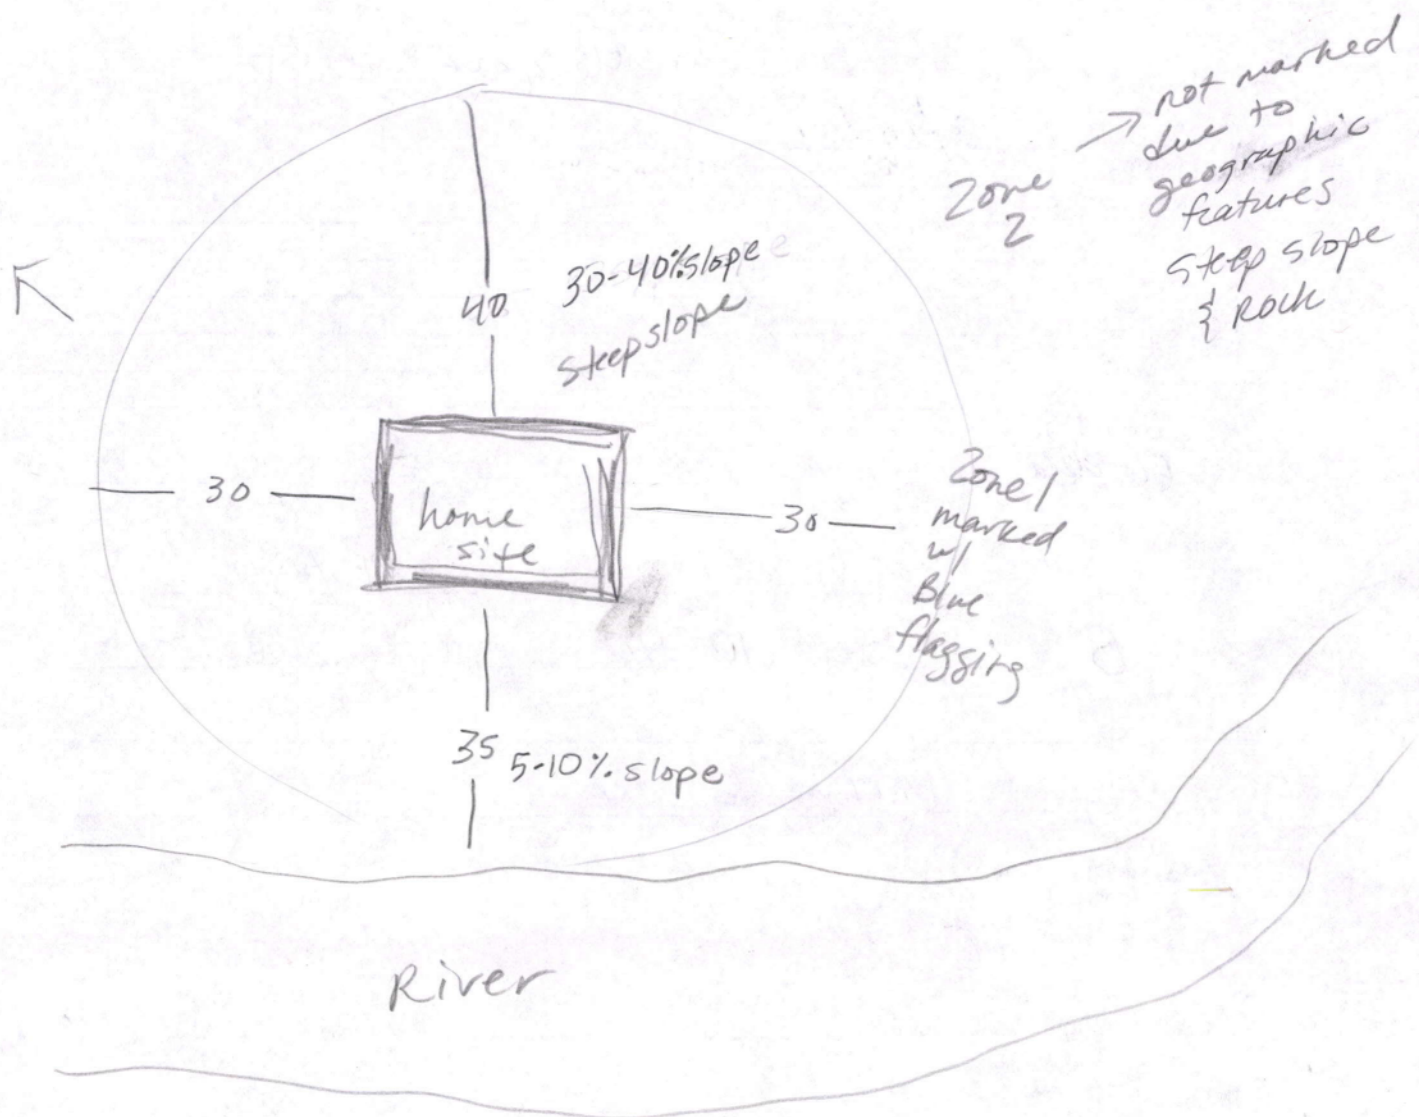 Zone
2
not marked
due to
geographic
features
steep slope
& Rock
30-40% slope
steep slope
40
30
home
site
30
Zone 1
marked
w/
Blue
flagging
35
5-10% slope
River